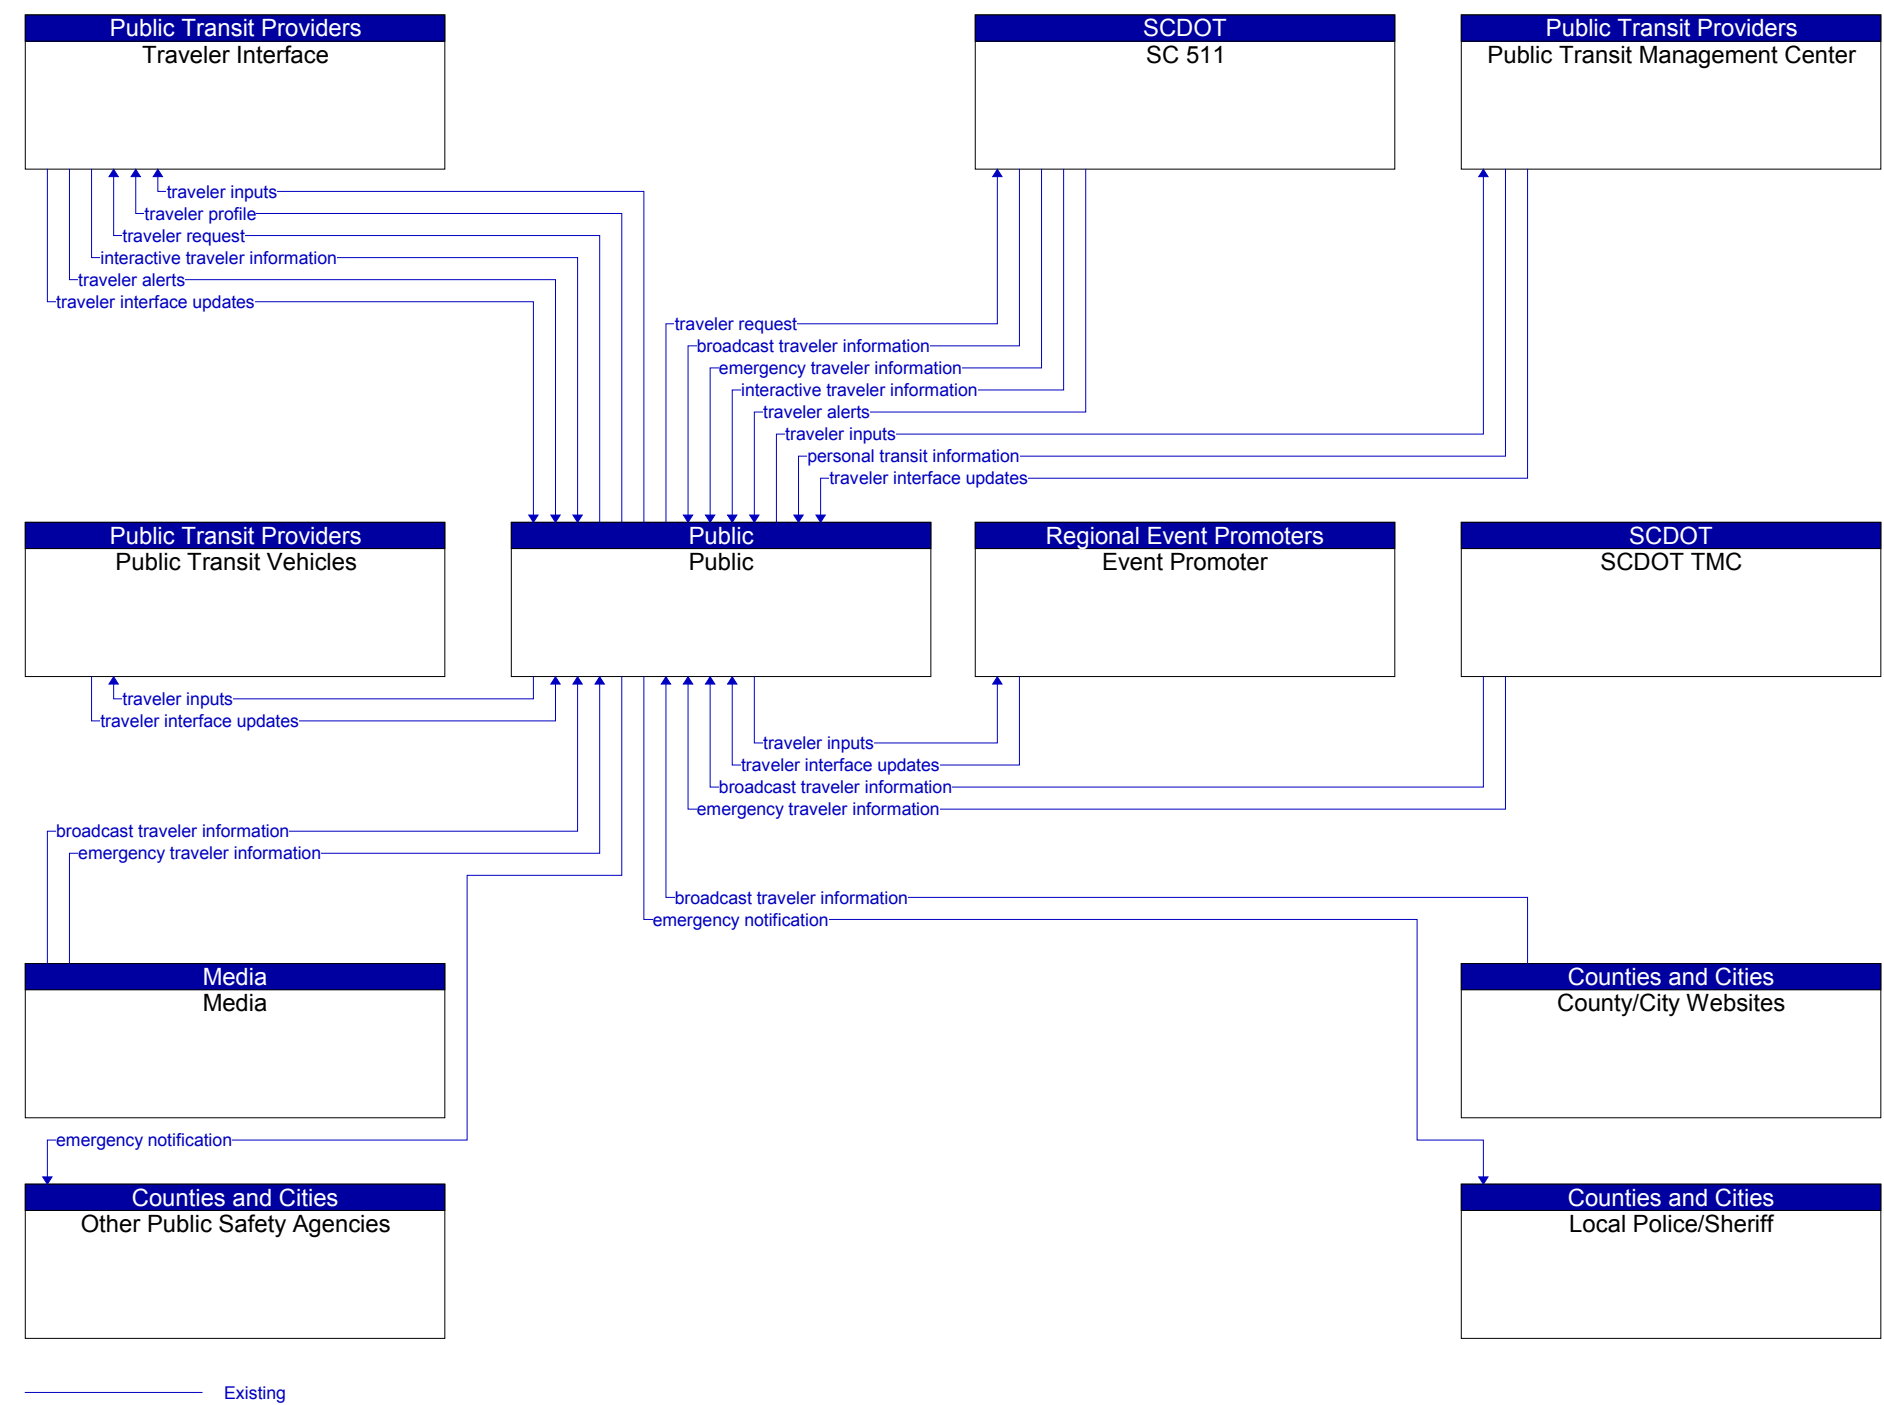 Public Transit Providers
Traveler Interface
SCDOT
SC 511
Public Transit Providers
Public Transit Management Center
traveler inputs
traveler profile
traveler request
interactive traveler information
traveler alerts
traveler interface updates
traveler request
broadcast traveler information
emergency traveler information
interactive traveler information
traveler alerts
traveler inputs
personal transit information
traveler interface updates
Public Transit Providers
Public Transit Vehicles
Public
Public
Regional Event Promoters
Event Promoter
SCDOT
SCDOT TMC
traveler inputs
traveler interface updates
traveler inputs
traveler interface updates
broadcast traveler information
emergency traveler information
broadcast traveler information
emergency traveler information
broadcast traveler information
emergency notification
Media
Media
Counties and Cities
County/City Websites
emergency notification
Counties and Cities
Other Public Safety Agencies
Counties and Cities
Local Police/Sheriff
Existing